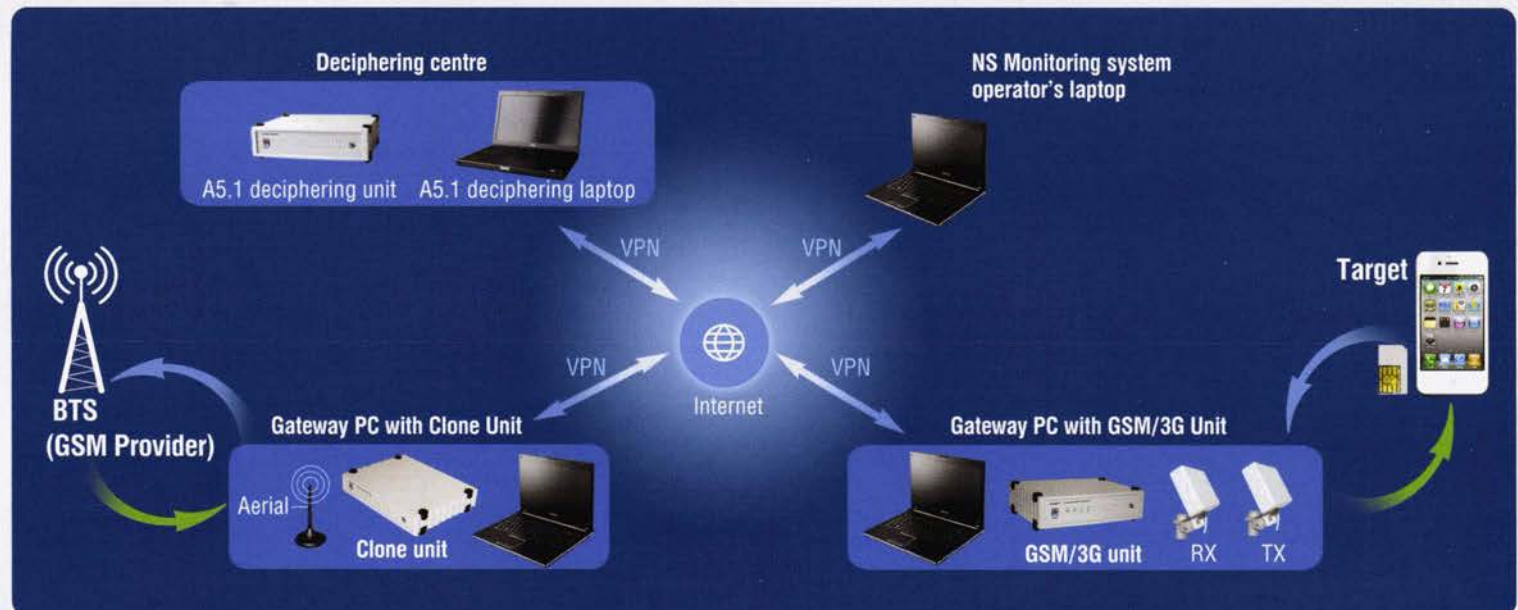 Deciphering centre
A5.1 deciphering unit
A5.1 deciphering laptop
NS Monitoring system
operator's laptop
VPN
VPN
Target
BTS
(GSM Provider)
VPN
Internet
VPN
Gateway PC with Clone Unit
Aerial
Clone unit
Gateway PC with GSM/3G Unit
GSM/3G unit
RX
TX